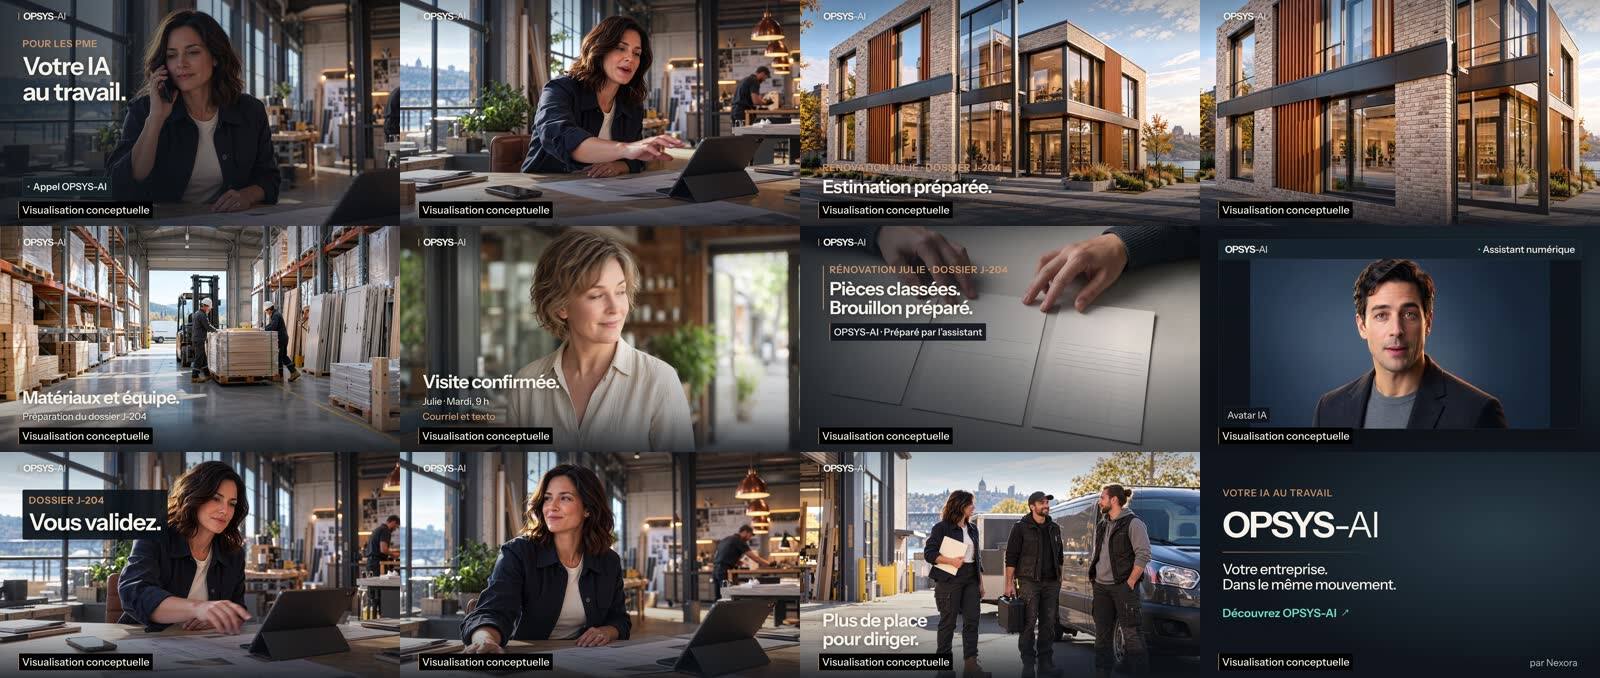 OPSYS-AI
POUR LES PME
Votre IA
au travail.
· Appel OPSYS-AI
Visualisation conceptuelle
OPSYS-AI
Visualisation conceptuelle
OPSYS-AI
RÉNOVATION JULIE · DOSSIER J-204
Estimation préparée.
Visualisation conceptuelle
OPSYS-AI
Visualisation conceptuelle
OPSYS-AI
Matériaux et équipe.
Préparation du dossier J-204
Visualisation conceptuelle
OPSYS-AI
Visite confirmée.
Julie · Mardi, 9 h
Courriel et texto
Visualisation conceptuelle
OPSYS-AI
RÉNOVATION JULIE · DOSSIER J-204
Pièces classées.
Brouillon préparé.
OPSYS-AI · Préparé par l'assistant
Visualisation conceptuelle
OPSYS-AI
· Assistant numérique
Avatar IA
Visualisation conceptuelle
OPSYS-AI
DOSSIER J-204
Vous validez.
Visualisation conceptuelle
OPSYS-AI
Visualisation conceptuelle
OPSYS-AI
Plus de place
pour diriger.
Visualisation conceptuelle
VOTRE IA AU TRAVAIL
OPSYS-AI
Votre entreprise.
Dans le même mouvement.
Découvrez OPSYS-AI ↗
Visualisation conceptuelle
par Nexora